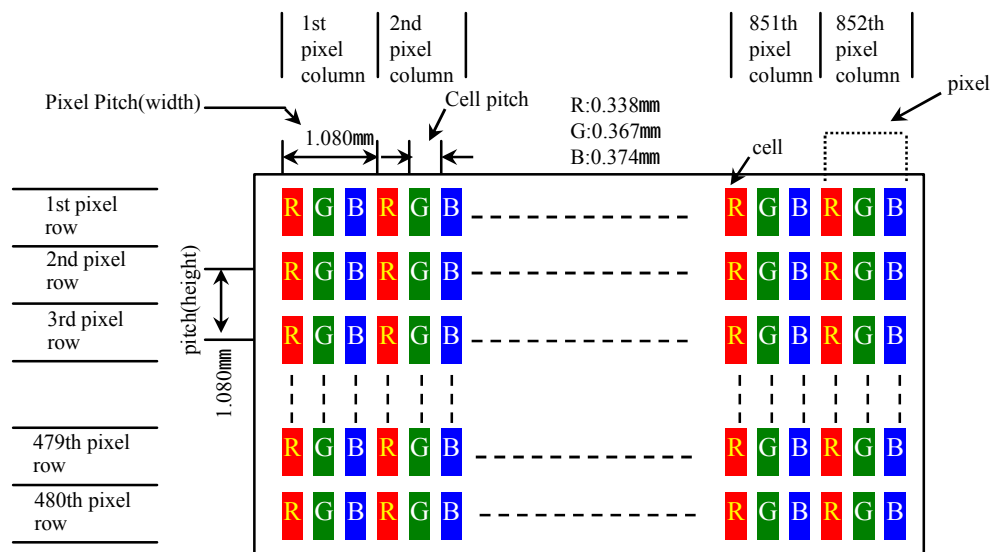 1st
pixel
column
2nd
pixel
column
851th
pixel
column
852th
pixel
column
Pixel Pitch(width)
Cell pitch
pixel
1.080㎜
R:0.338㎜
G:0.367㎜
B:0.374㎜
cell
1st pixel
row
R G B R G B R G B R G B
2nd pixel
row
R G B R G B R G B R G B
pitch(height)
1.080㎜
3rd pixel
row
R G B R G B R G B R G B
479th pixel
row
R G B R G B R G B R G B
480th pixel
row
R G B R G B R G B R G B